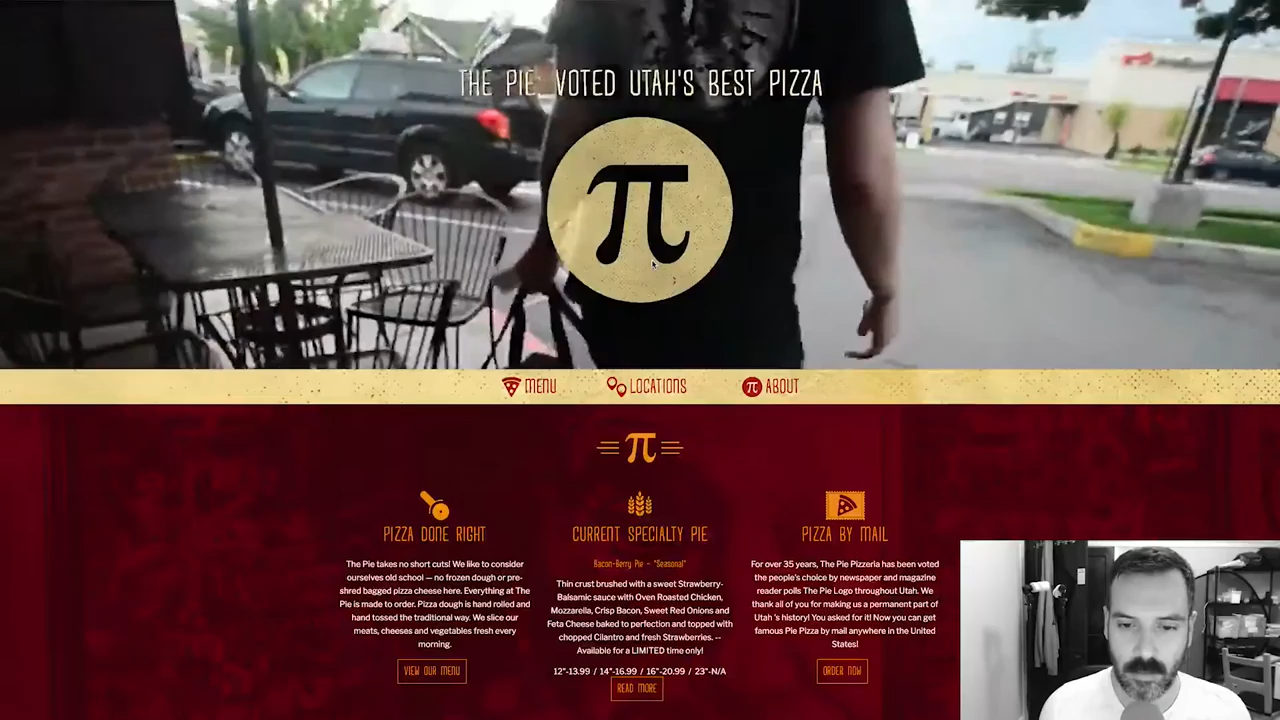 THE PIE, VOTED UTAH'S BEST PIZZA
π
MENU
LOCATIONS
π ABOUT
π
PIZZA DONE RIGHT
The Pie takes no short cuts! We like to consider
ourselves old school — no frozen dough or pre-
shred bagged pizza cheese here. Everything at The
Pie is made to order. Pizza dough is hand rolled and
hand tossed the traditional way. We slice our
meats, cheeses and vegetables fresh every
morning.
VIEW OUR MENU
CURRENT SPECIALTY PIE
Bacon-Berry Pie - "Seasonal"
Thin crust brushed with a sweet Strawberry-
Balsamic sauce with Oven Roasted Chicken,
Mozzarella, Crisp Bacon, Sweet Red Onions and
Feta Cheese baked to perfection and topped with
chopped Cilantro and fresh Strawberries. --
Available for a LIMITED time only!
12"-13.99 / 14"-16.99 / 16"-20.99 / 23"-N/A
READ MORE
PIZZA BY MAIL
For over 35 years, The Pie Pizzeria has been voted
the people's choice by newspaper and magazine
reader polls The Pie Logo throughout Utah. We
thank all of you for making us a permanent part of
Utah 's history! You asked for it! Now you can get
famous Pie Pizza by mail anywhere in the United
States!
ORDER NOW